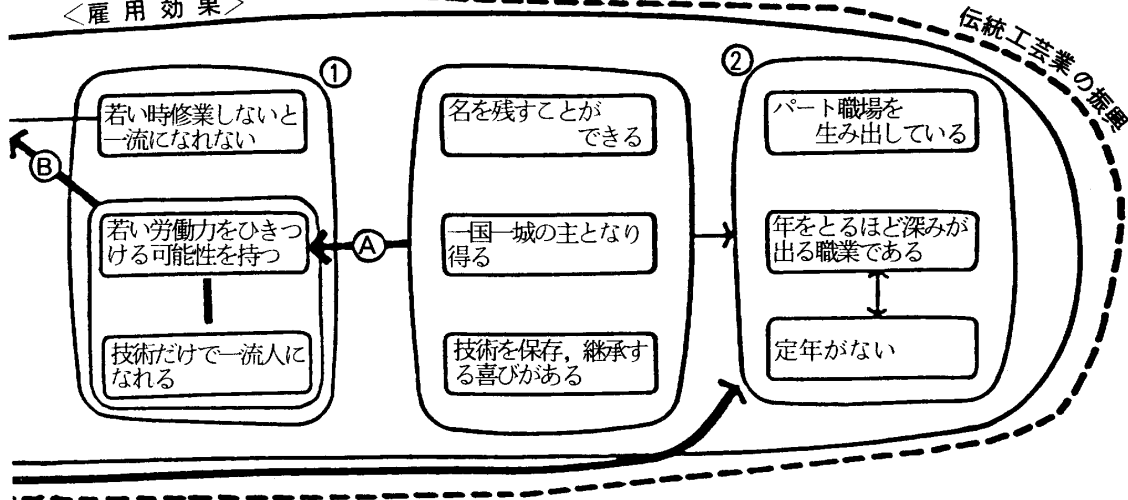 <雇用効果>
伝統工芸業の振興
①
若い時修業しないと
一流になれない
Ⓑ
若い労働力をひきつ
ける可能性を持つ
技術だけで一流人に
なれる
Ⓐ
名を残すことが
できる
一国一城の主となり
得る
技術を保存，継承す
る喜びがある
②
パート職場を
生み出している
年をとるほど深みが
出る職業である
定年がない